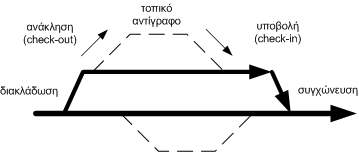 ανάκληση
(check-out)
τοπικό
αντίγραφο
υποβολή
(check-in)
διακλάδωση
συγχώνευση